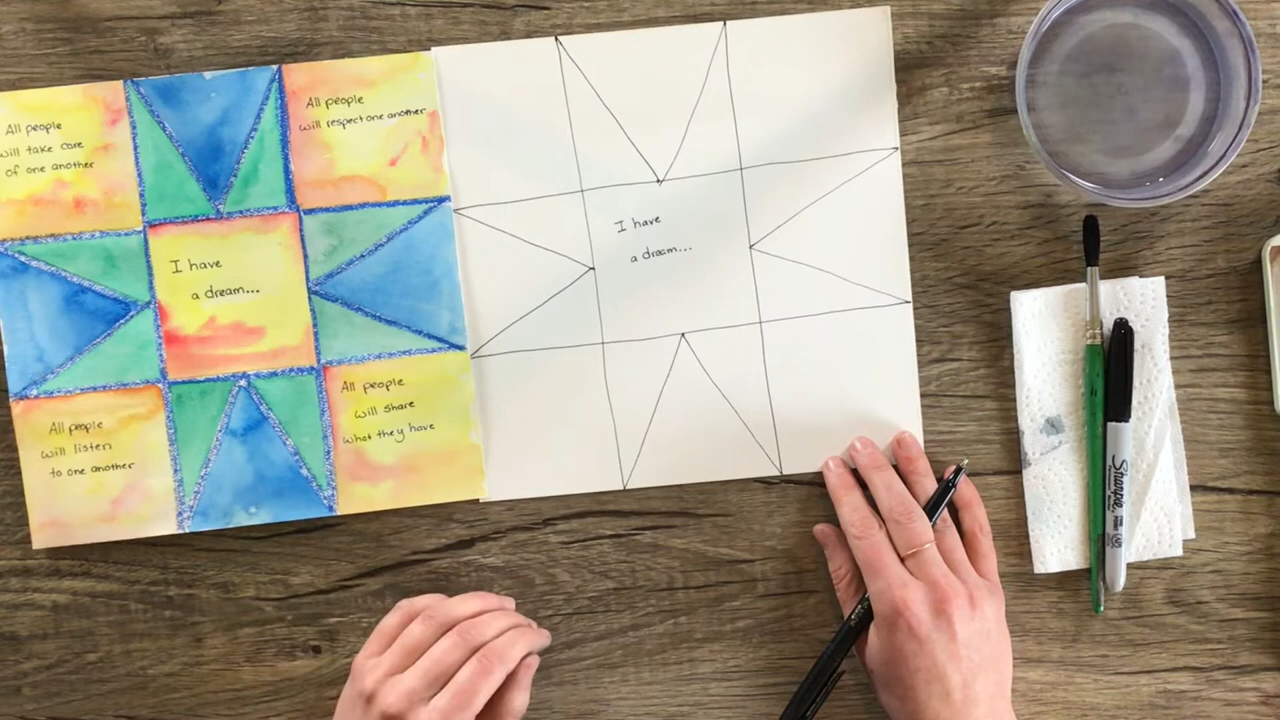 All people
will take care
of one another
All people
will respect one another
I have
a dream...
All people
will listen
to one another
All people
will share
what they have
I have
a dream...
Sharpie